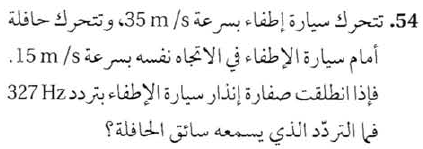 54. تتحرك سيارة إطفاء بسرعة 35 m/s، وتتحرك حافلة
أمام سيارة الإطفاء في الاتجاه نفسه بسرعة 15 m/s.
فإذا انطلقت صفارة إنذار سيارة الإطفاء بتردد 327 Hz
فما التردّد الذي يسمعه سائق الحافلة؟